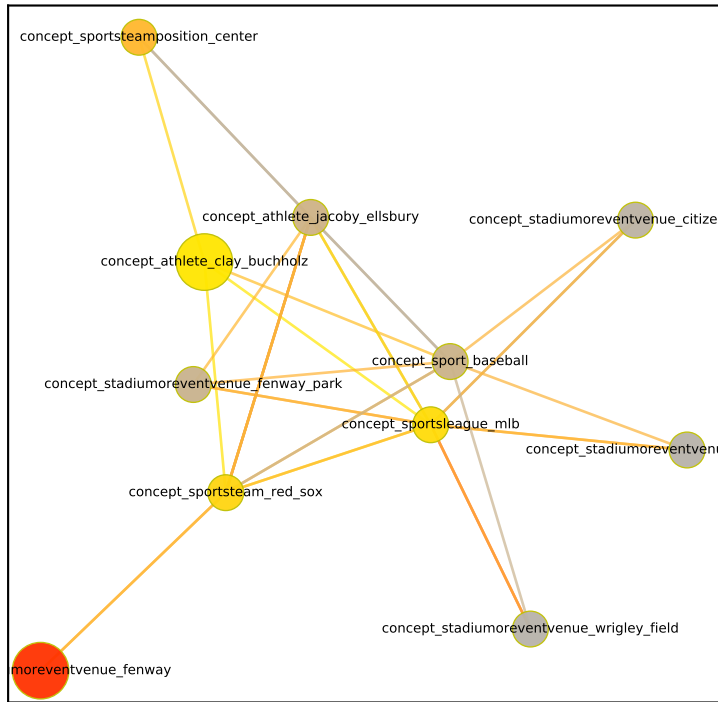 concept_sportsteamposition_center
concept_athlete_jacoby_ellsbury
concept_stadiumoreventvenue_citize
concept_athlete_clay_buchholz
concept_sport_baseball
concept_stadiumoreventvenue_fenway_park
concept_sportsleague_mlb
concept_stadiumoreventvenu
concept_sportsteam_red_sox
concept_stadiumoreventvenue_wrigley_field
moreventvenue_fenway